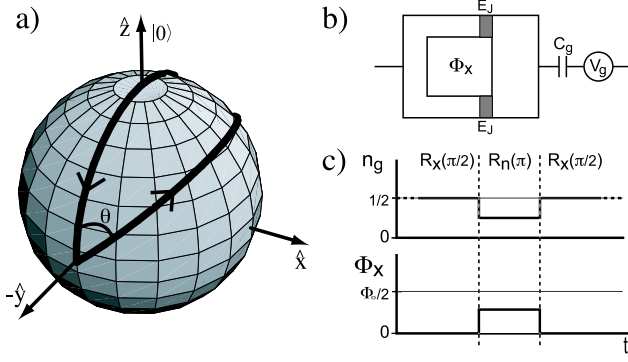 a)
ẑ
|0⟩
θ
x̂
-ŷ
b)
E_J
Φ_x
E_J
C_g
V_g
c)
n_g
R_x(π/2) R_n(π) R_x(π/2)
1/2
0
Φ_x
Φ₀/2
0
t